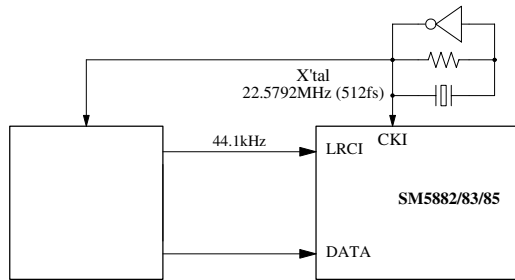 X'tal
22.5792MHz (512fs)
CKI
44.1kHz
LRCI
SM5882/83/85
DATA